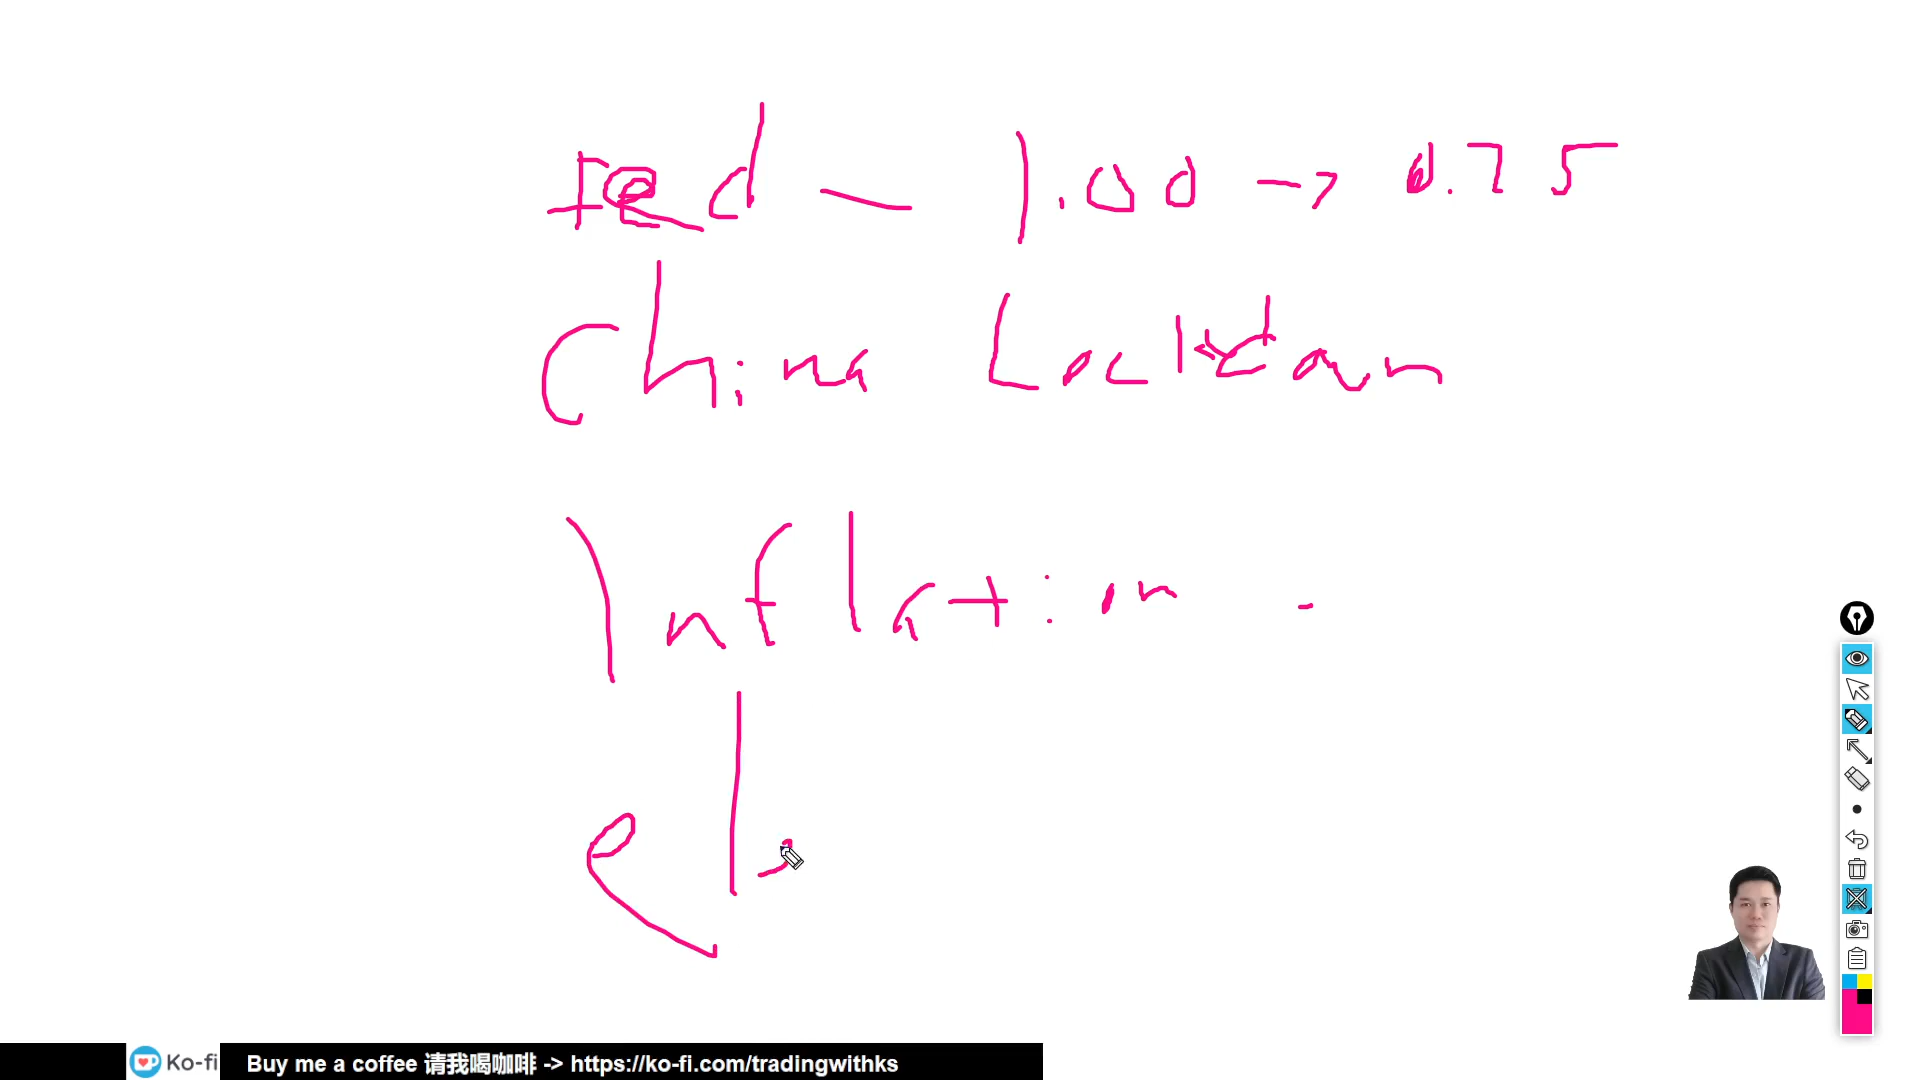 Fed - 1.00 -> 0.75
China Lockdown
Inflation -
el
Ko-fi Buy me a coffee 请我喝咖啡 -> https://ko-fi.com/tradingwithks